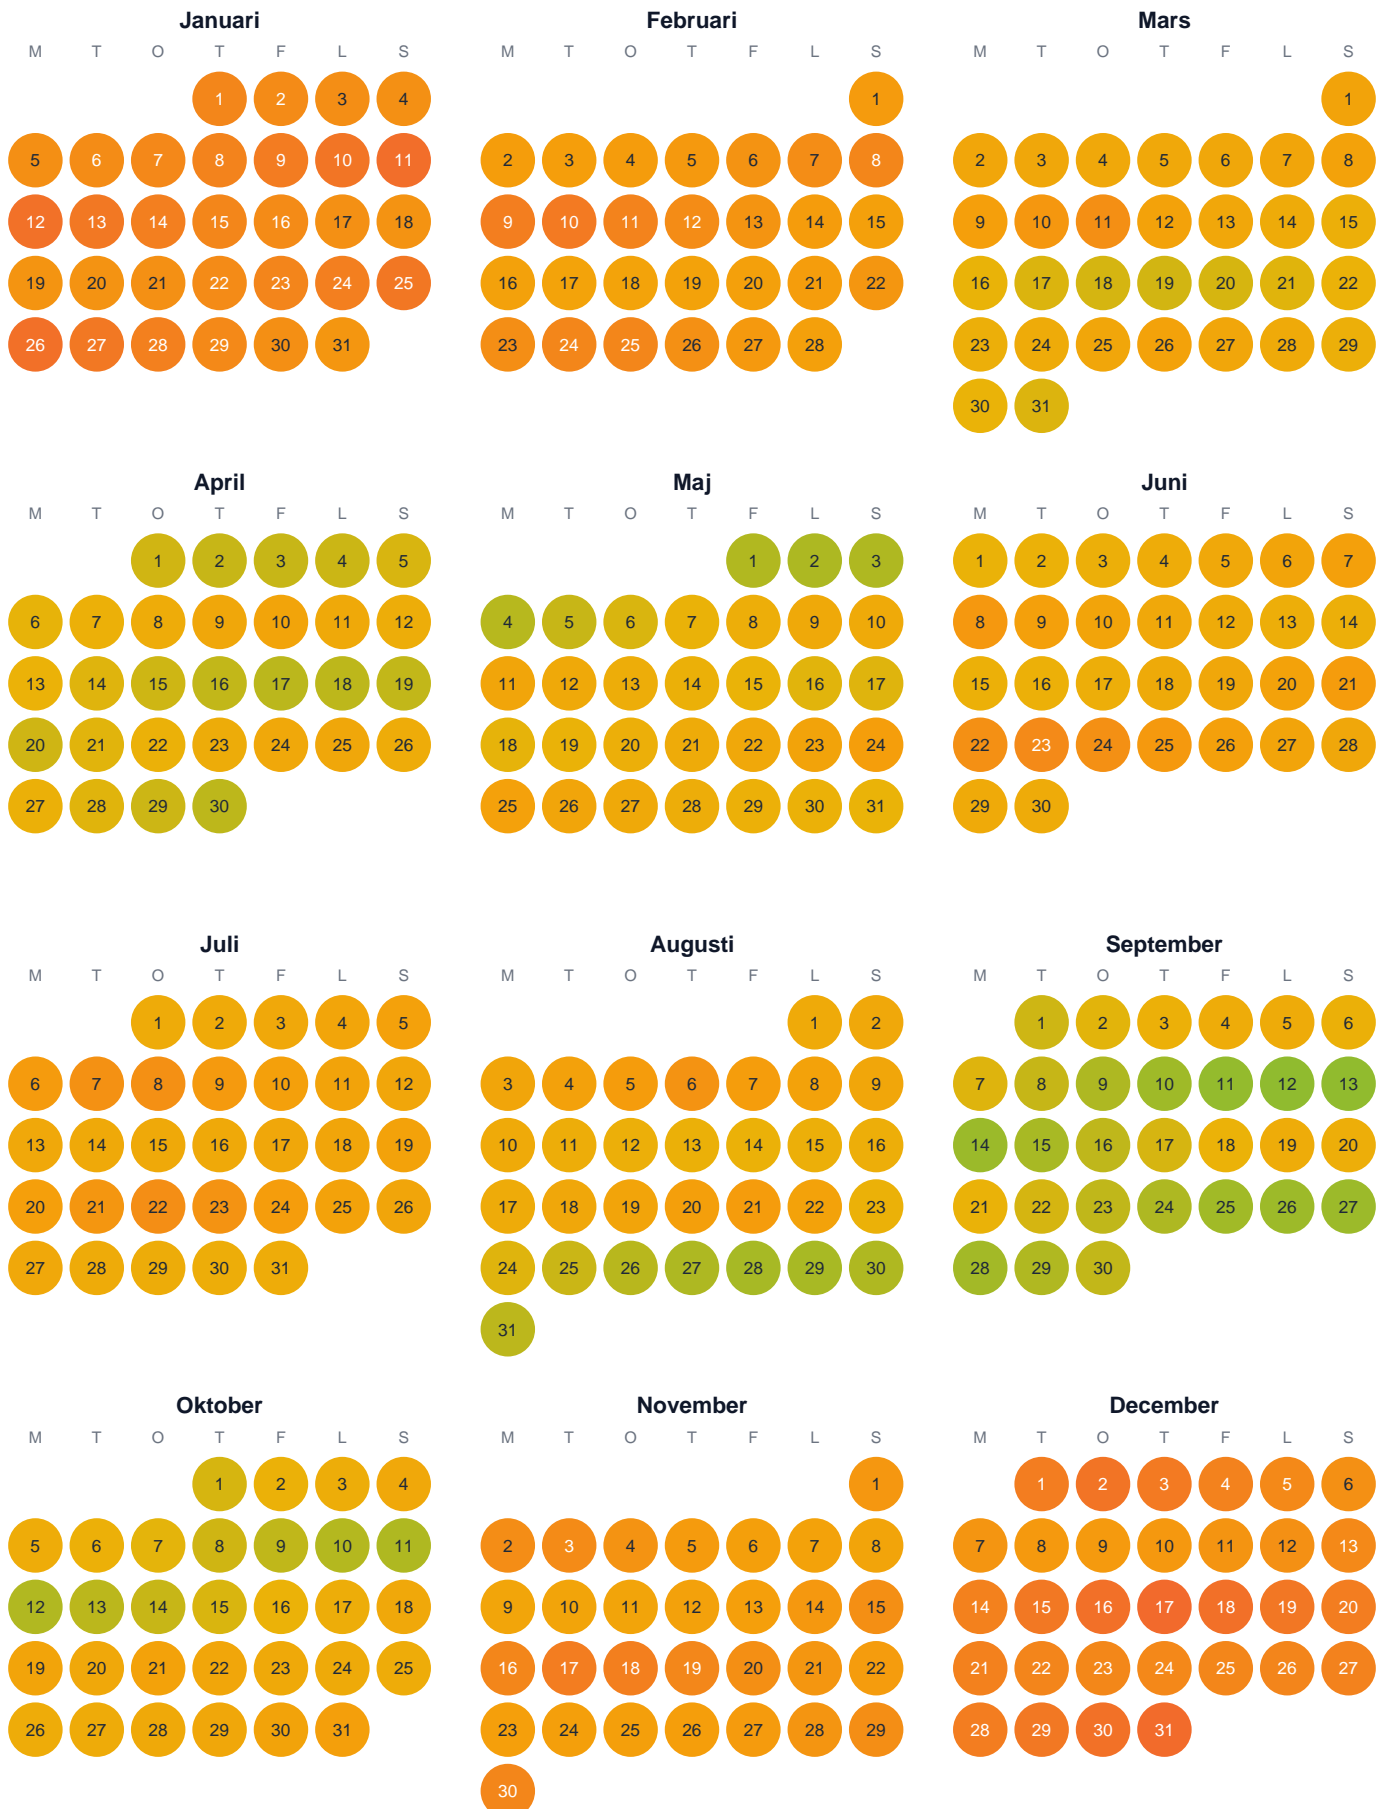 Januari
M T O T F L S
1 2 3 4
5 6 7 8 9 10 11
12 13 14 15 16 17 18
19 20 21 22 23 24 25
26 27 28 29 30 31
Februari
M T O T F L S
1
2 3 4 5 6 7 8
9 10 11 12 13 14 15
16 17 18 19 20 21 22
23 24 25 26 27 28
Mars
M T O T F L S
1
2 3 4 5 6 7 8
9 10 11 12 13 14 15
16 17 18 19 20 21 22
23 24 25 26 27 28 29
30 31
April
M T O T F L S
1 2 3 4 5
6 7 8 9 10 11 12
13 14 15 16 17 18 19
20 21 22 23 24 25 26
27 28 29 30
Maj
M T O T F L S
1 2 3
4 5 6 7 8 9 10
11 12 13 14 15 16 17
18 19 20 21 22 23 24
25 26 27 28 29 30 31
Juni
M T O T F L S
1 2 3 4 5 6 7
8 9 10 11 12 13 14
15 16 17 18 19 20 21
22 23 24 25 26 27 28
29 30
Juli
M T O T F L S
1 2 3 4 5
6 7 8 9 10 11 12
13 14 15 16 17 18 19
20 21 22 23 24 25 26
27 28 29 30 31
Augusti
M T O T F L S
1 2
3 4 5 6 7 8 9
10 11 12 13 14 15 16
17 18 19 20 21 22 23
24 25 26 27 28 29 30
31
September
M T O T F L S
1 2 3 4 5 6
7 8 9 10 11 12 13
14 15 16 17 18 19 20
21 22 23 24 25 26 27
28 29 30
Oktober
M T O T F L S
1 2 3 4
5 6 7 8 9 10 11
12 13 14 15 16 17 18
19 20 21 22 23 24 25
26 27 28 29 30 31
November
M T O T F L S
1
2 3 4 5 6 7 8
9 10 11 12 13 14 15
16 17 18 19 20 21 22
23 24 25 26 27 28 29
30
December
M T O T F L S
1 2 3 4 5 6
7 8 9 10 11 12 13
14 15 16 17 18 19 20
21 22 23 24 25 26 27
28 29 30 31